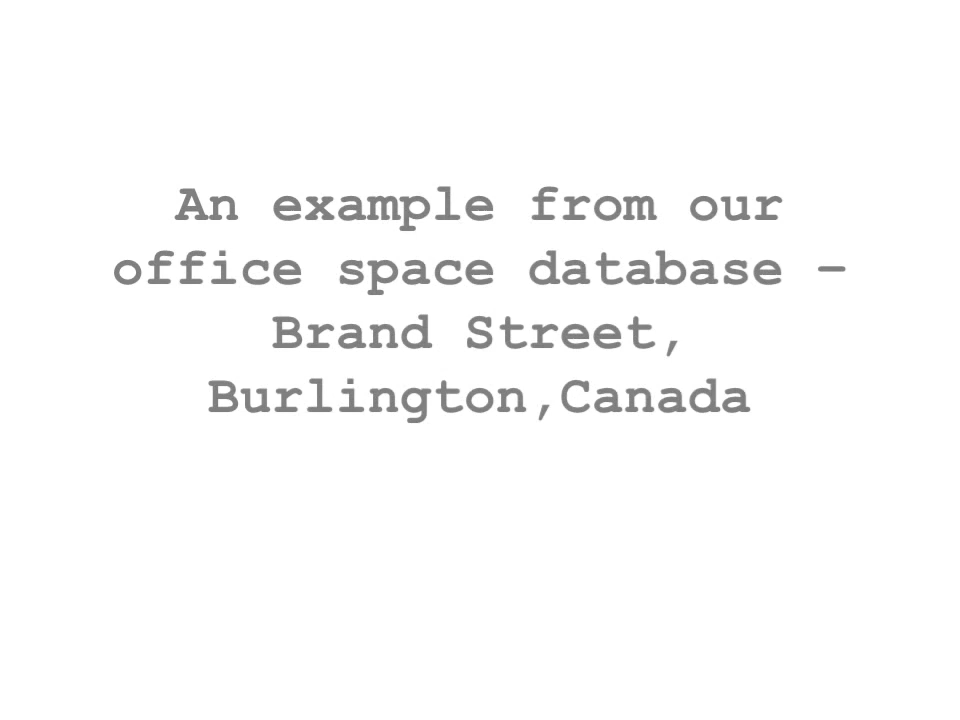 An example from our
office space database –
Brand Street,
Burlington,Canada